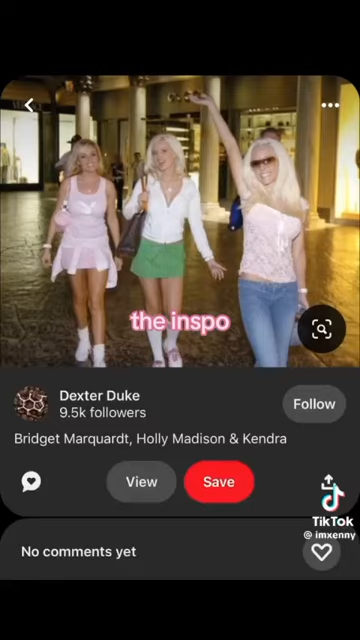 the inspo
Dexter Duke
9.5k followers
Follow
Bridget Marquardt, Holly Madison & Kendra
View
Save
TikTok
@ imxenny
No comments yet